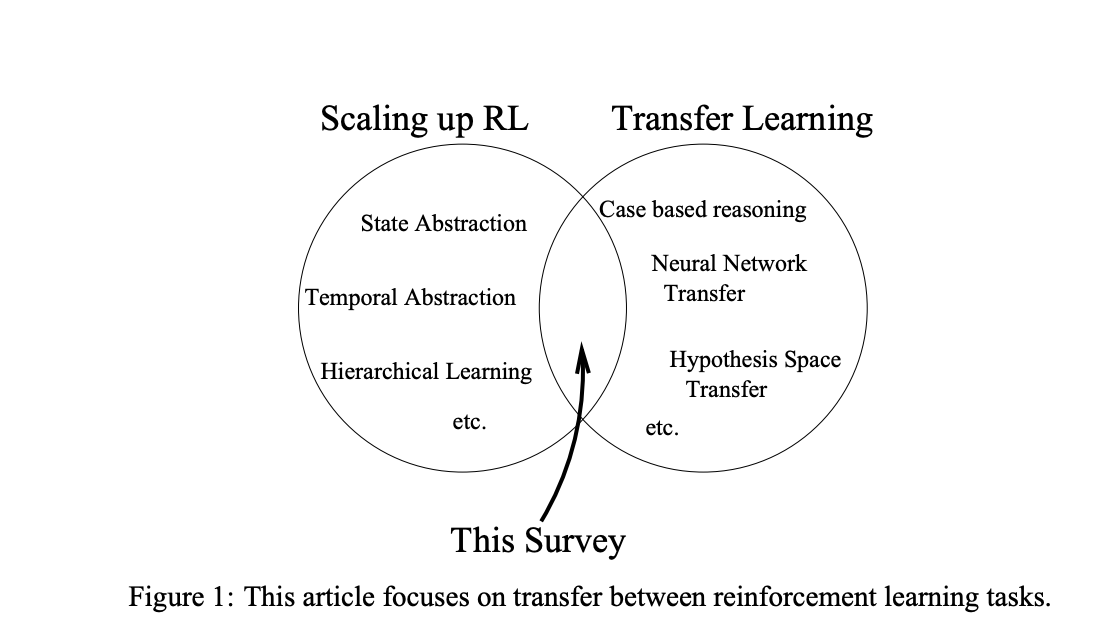 Scaling up RL
Transfer Learning
State Abstraction
Temporal Abstraction
Hierarchical Learning
etc.
Case based reasoning
Neural Network
Transfer
Hypothesis Space
Transfer
etc.
This Survey
Figure 1: This article focuses on transfer between reinforcement learning tasks.